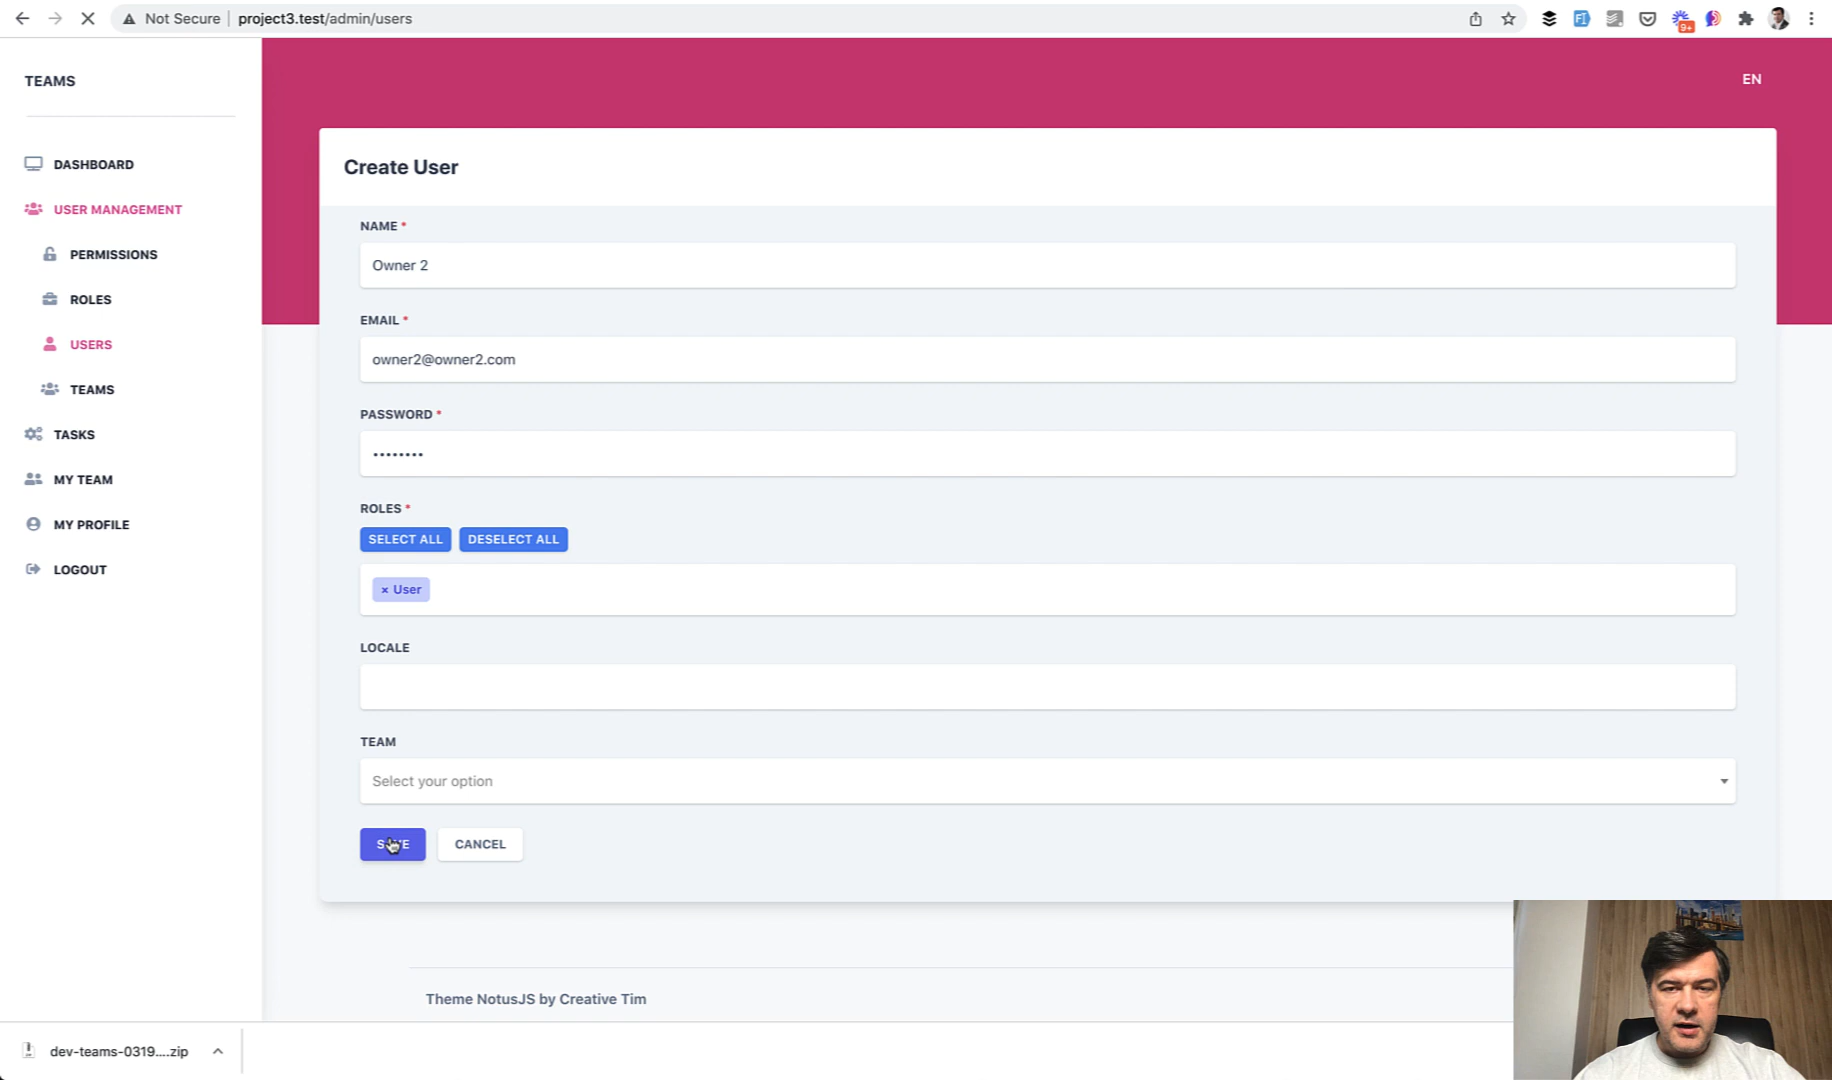 Not Secure | project3.test/admin/users
9+
TEAMS
EN
DASHBOARD
USER MANAGEMENT
PERMISSIONS
ROLES
USERS
TEAMS
TASKS
MY TEAM
MY PROFILE
LOGOUT
Create User
NAME *
Owner 2
EMAIL *
owner2@owner2.com
PASSWORD *
••••••••
ROLES *
SELECT ALL DESELECT ALL
× User
LOCALE
TEAM
Select your option
SAVE CANCEL
Theme NotusJS by Creative Tim
dev-teams-0319....zip